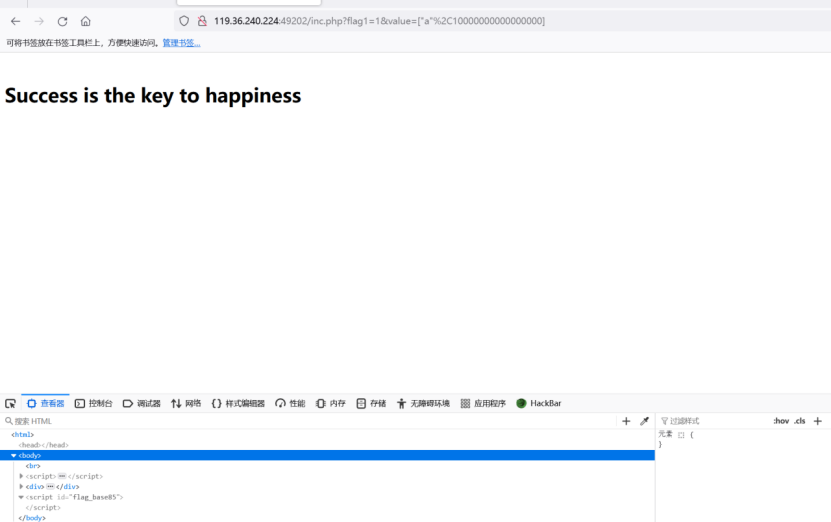 119.36.240.224:49202/inc.php?flag1=1&value=["a"%2C10000000000000000]
可将书签放在书签工具栏上，方便快速访问。管理书签…
Success is the key to happiness
查看器 控制台 调试器 网络 {} 样式编辑器 性能 内存 存储 无障碍环境 应用程序 HackBar
搜索 HTML + 过滤样式 :hov .cls +
<html> 元素 {
<head></head> }
<body>
<br>
<script></script>
<div></div>
<script id="flag_base85">
</script>
</body>